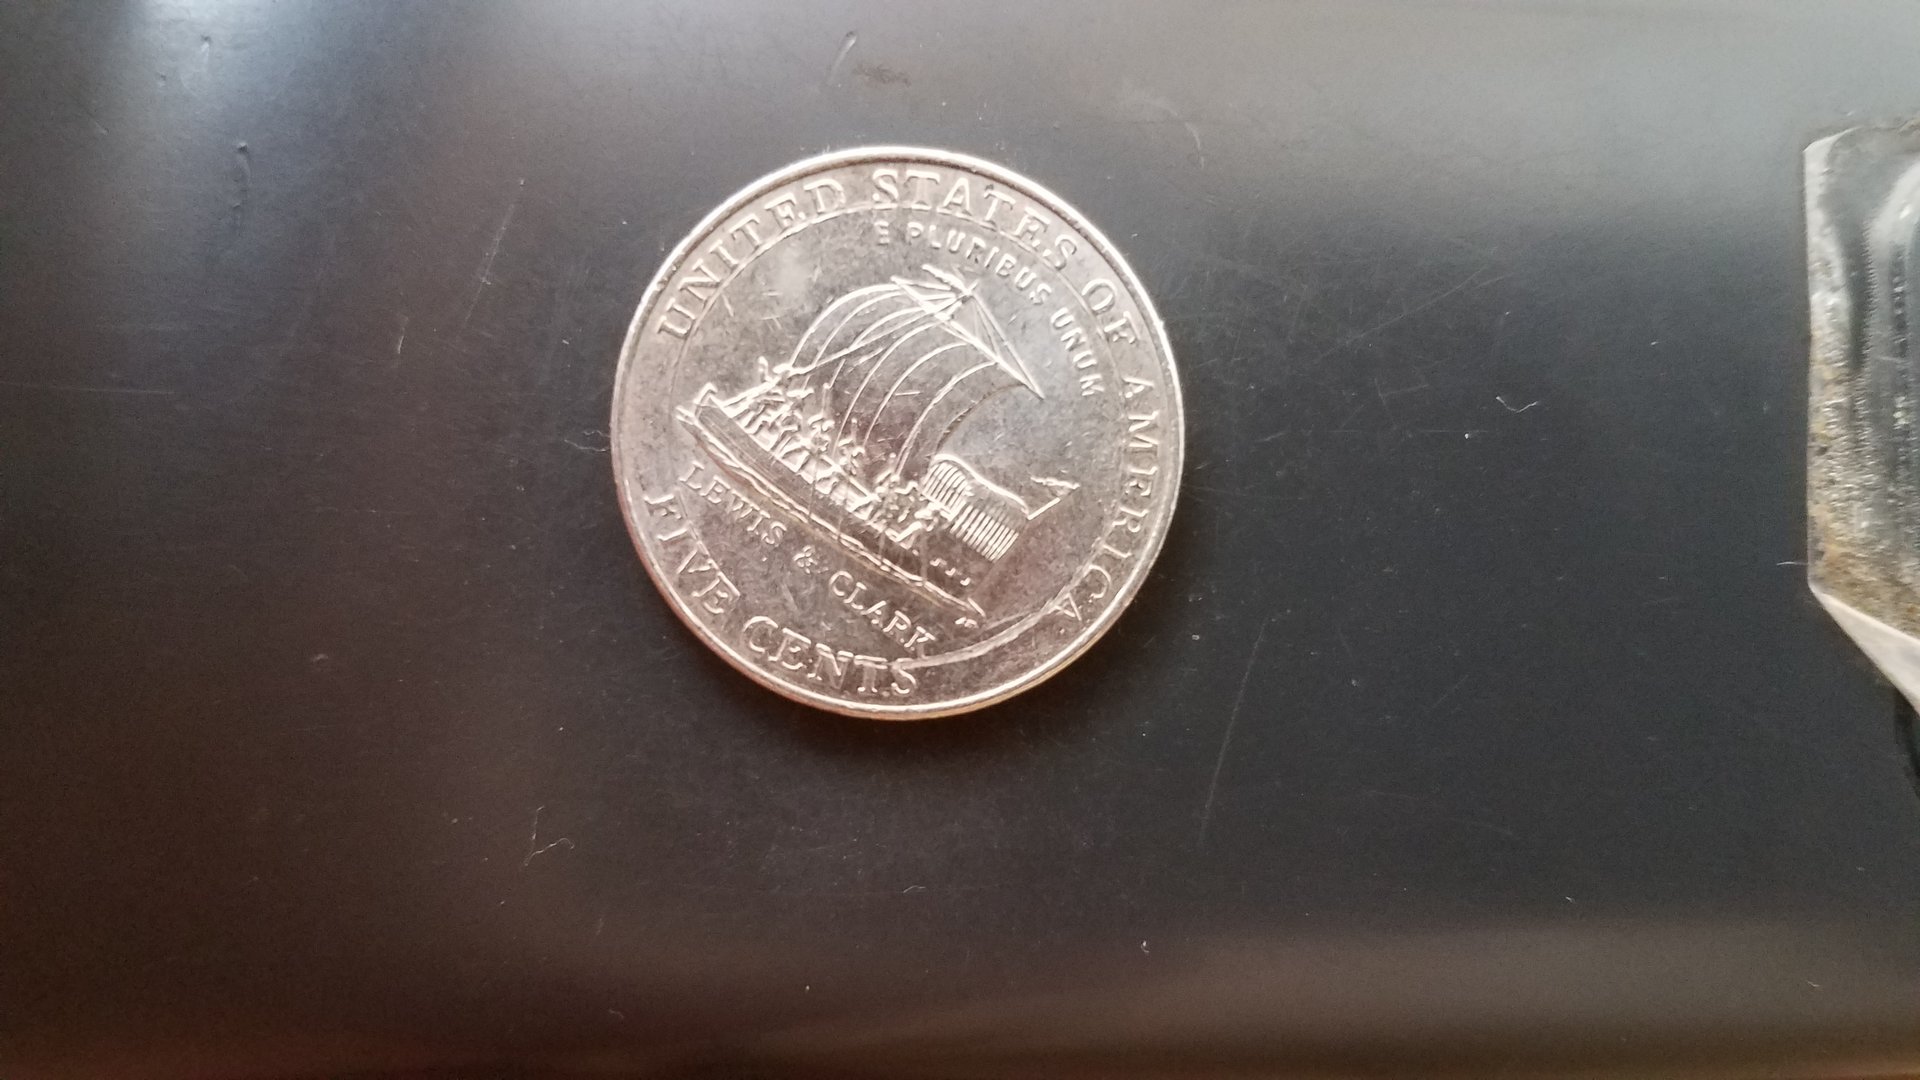 UNITED STATES OF AMERICA
E PLURIBUS UNUM
LEWIS & CLARK
FIVE CENTS